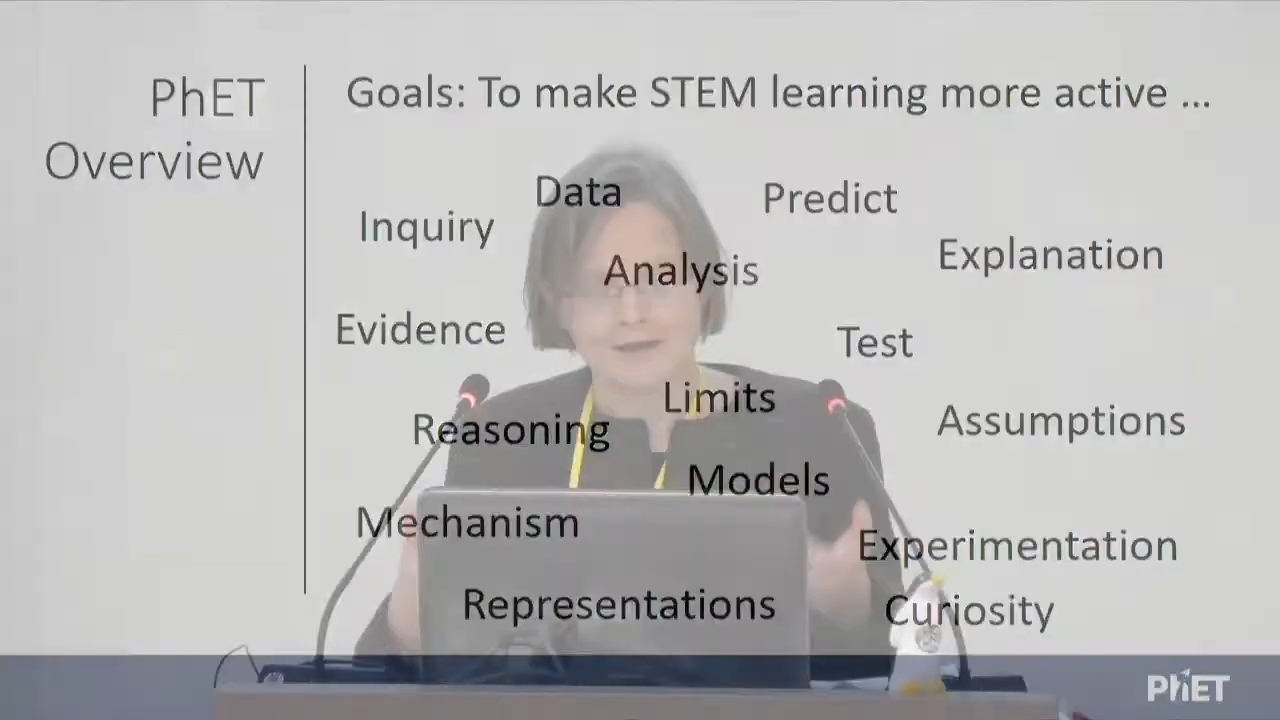 PhET
Overview
Goals: To make STEM learning more active ...
Data
Predict
Inquiry
Explanation
Analysis
Evidence
Test
Limits
Reasoning
Assumptions
Models
Mechanism
Experimentation
Representations
Curiosity
PhET